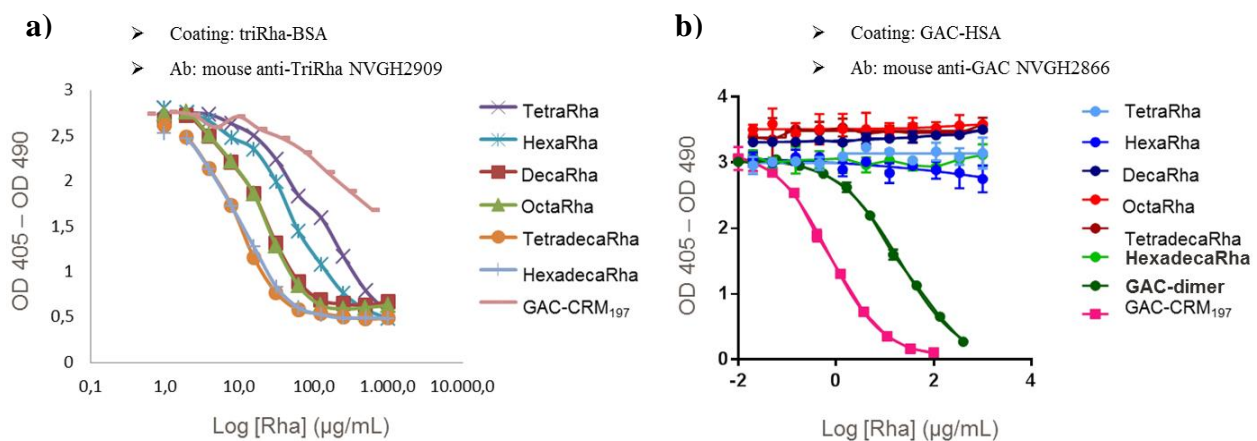 a)
➢ Coating: triRha-BSA
➢ Ab: mouse anti-TriRha NVGH2909
OD 405 – OD 490
3
2,5
2
1,5
1
0,5
0
0,1 1,0 10,0 100,0 1.000,0 10.000,0
Log [Rha] (µg/mL)
TetraRha
HexaRha
DecaRha
OctaRha
TetradecaRha
HexadecaRha
GAC-CRM₁₉₇
b)
➢ Coating: GAC-HSA
➢ Ab: mouse anti-GAC NVGH2866
OD 405 – OD 490
4
3
2
1
0
-2 0 2 4
Log [Rha] (µg/mL)
TetraRha
HexaRha
DecaRha
OctaRha
TetradecaRha
HexadecaRha
GAC-dimer
GAC-CRM₁₉₇